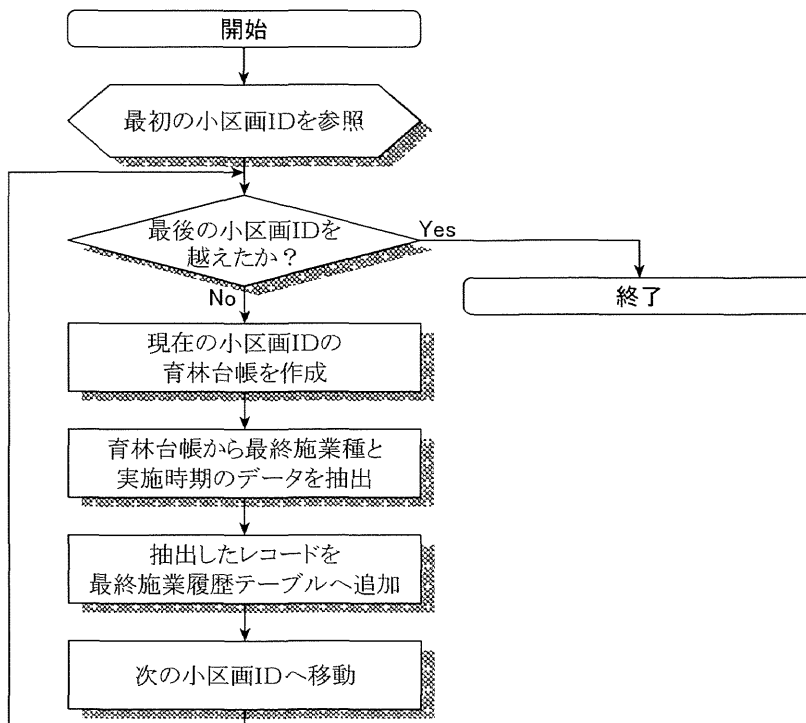 開始
最初の小区画IDを参照
最後の小区画IDを
越えたか？
Yes
No
終了
現在の小区画IDの
育林台帳を作成
育林台帳から最終施業種と
実施時期のデータを抽出
抽出したレコードを
最終施業履歴テーブルへ追加
次の小区画IDへ移動